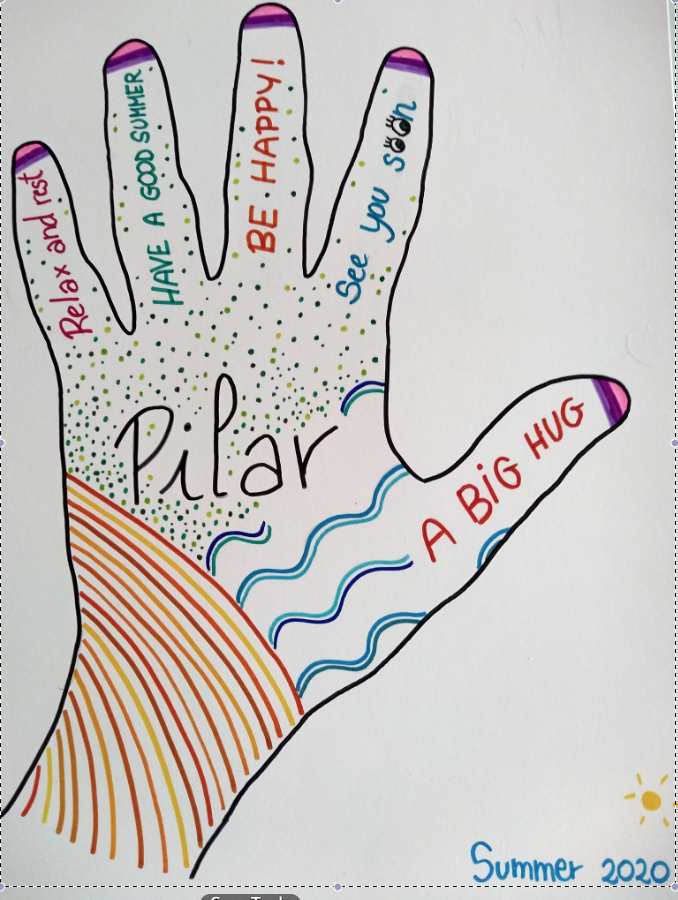 Relax and rest
HAVE A GOOD SUMMER
BE HAPPY!
See you soon
A BiG HUG
Pilar
Summer 2020